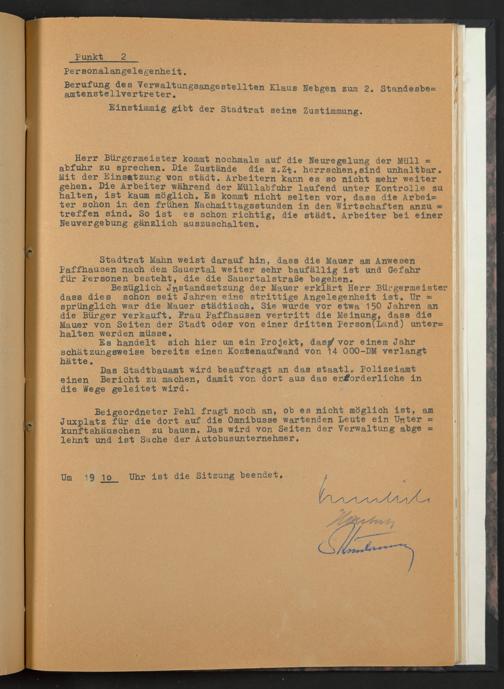 Punkt 2
Personalangelegenheit.
Berufung des Verwaltungsangestellten Klaus Nebgen zum 2. Standesbe=
amtenstellvertreter.
Einstimmig gibt der Stadtrat seine Zustimmung.
Herr Bürgermeister kommt nochmals auf die Neuregelung der Müll =
abfuhr zu sprechen. Die Zustände die z.Zt. herrschen,sind unhaltbar.
Mit der Einsatzung von städt. Arbeitern kann es so nicht mehr weiter
gehen. Die Arbeiter während der Müllabfuhr laufend unter Kontrolle zu
halten, ist kaum möglich. Es kommt nicht selten vor, dass die Arbei=
ter schon in den frühen Nachmittagsstunden in den Wirtschaften anzu =
treffen sind. So ist es schon richtig, die städt. Arbeiter bei einer
Neuvergebung gänzlich auszuschalten.
Stadtrat Mahn weist darauf hin, dass die Mauer am Anwesen
Paffhausen nach dem Sauertal weiter sehr baufällig ist und Gefahr
für Personen besteht, die die Sauertalstraße begehen.
Bezüglich Jnstandsetzung der Mauer erklärt Herr Bürgermeister
dass dies schon seit Jahren eine strittige Angelegenheit ist. Ur =
sprünglich war die Mauer städtisch. Sie wurde vor etwa 150 Jahren an
die Bürger verkauft. Frau Paffhausen vertritt die Meinung, dass die
Mauer von Seiten der Stadt oder von einer dritten Person(Land) unter=
halten werden müsse.
Es handelt sich hier um ein Projekt, das vor einem Jahr
schätzungsweise bereits einen Kostenaufwand von 14 000-DM verlangt
hätte.
Das Stadtbauamt wird beauftragt an das staatl. Polizeiamt
einen Bericht zu machen, damit von dort aus das erforderliche in
die Wege geleitet wird.
Beigeordneter Pehl fragt noch an, ob es nicht möglich ist, am
Juxplatz für die dort auf die Omnibusse wartenden Leute ein Unter =
kunftshäuschen zu bauen. Das wird von Seiten der Verwaltung abge =
lehnt und ist Sache der Autobusunternehmer.
Um 19 10 Uhr ist die Sitzung beendet.